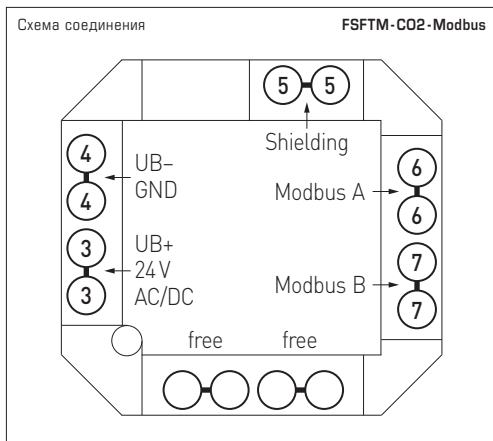 Схема соединения FSFTM-CO2-Modbus
5 5
Shielding
4
UB–
GND
4
6
Modbus A
6
3
UB+
24 V
AC/DC
3
7
Modbus B
7
free free